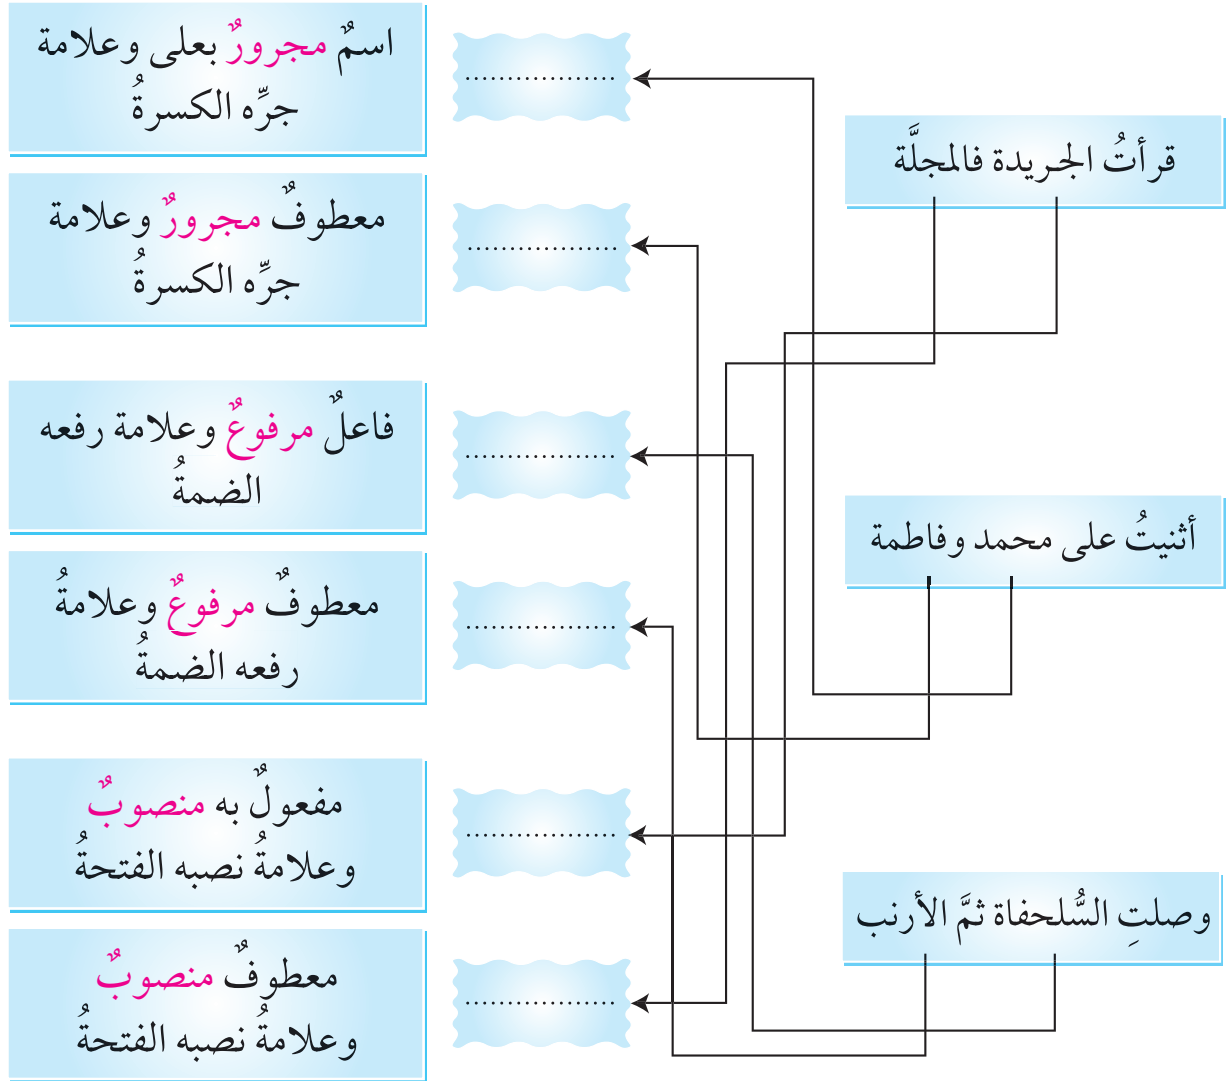 قرأتُ الجريدة فالمجلَّة
أثنيتُ على محمد وفاطمة
وصلتِ السُّلحفاة ثمَّ الأرنب
....................
....................
....................
....................
....................
....................
اسمٌ مجرورٌ بعلى وعلامة
جرِّه الكسرةُ
معطوفٌ مجرورٌ وعلامة
جرِّه الكسرةُ
فاعلٌ مرفوعٌ وعلامة رفعه
الضمةُ
معطوفٌ مرفوعٌ وعلامةُ
رفعه الضمةُ
مفعولٌ به منصوبٌ
وعلامةُ نصبه الفتحةُ
معطوفٌ منصوبٌ
وعلامةُ نصبه الفتحةُ